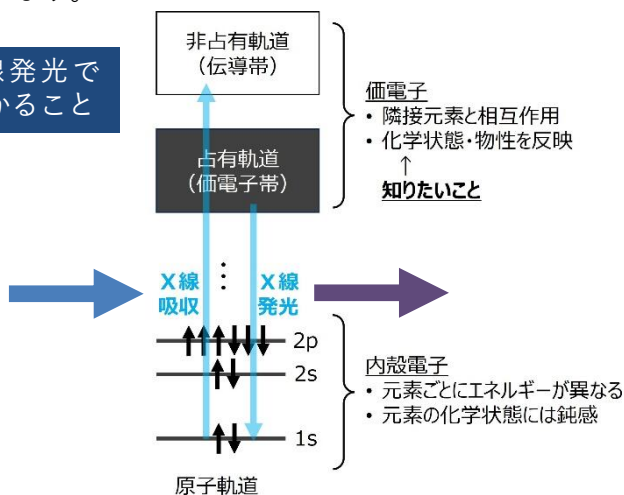 線発光で
かること
非占有軌道
（伝導帯）
占有軌道
（価電子帯）
価電子
• 隣接元素と相互作用
• 化学状態・物性を反映
↑
知りたいこと
X線
吸収
⋮
X線
発光
2p
2s
1s
原子軌道
内殻電子
• 元素ごとにエネルギーが異なる
• 元素の化学状態には鈍感